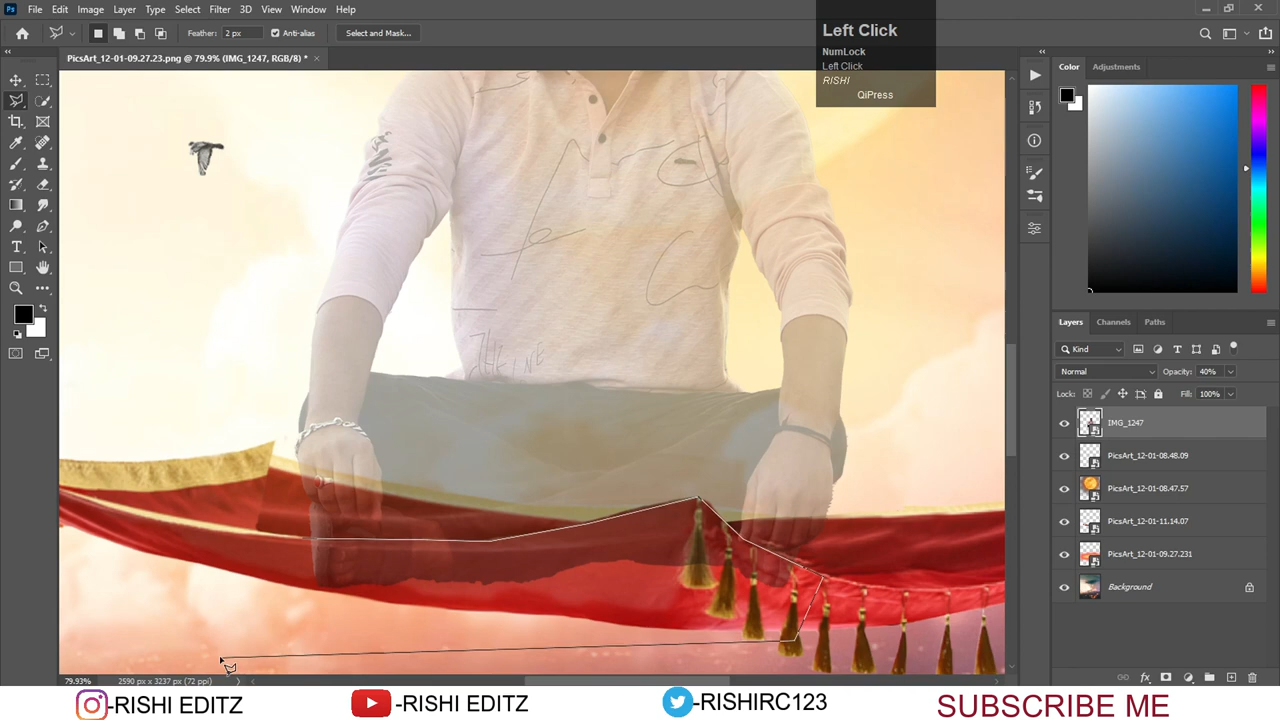 Ps File Edit Image Layer Type Select Filter 3D View Window Help
Feather: 2 px Anti-alias Select and Mask...
PicsArt_12-01-09.27.23.png @ 79.9% (IMG_1247, RGB/8) *
Left Click
NumLock
Left Click
RISHI
QiPress
Color Adjustments
Layers Channels Paths
Kind
Normal Opacity: 40%
Lock: Fill: 100%
IMG_1247
PicsArt_12-01-08.48.09
PicsArt_12-01-08.47.57
PicsArt_12-01-11.14.07
PicsArt_12-01-09.27.231
Background
79.93% 2590 px x 3237 px (72 ppi)
-RISHI EDITZ -RISHI EDITZ -RISHIRC123 SUBSCRIBE ME